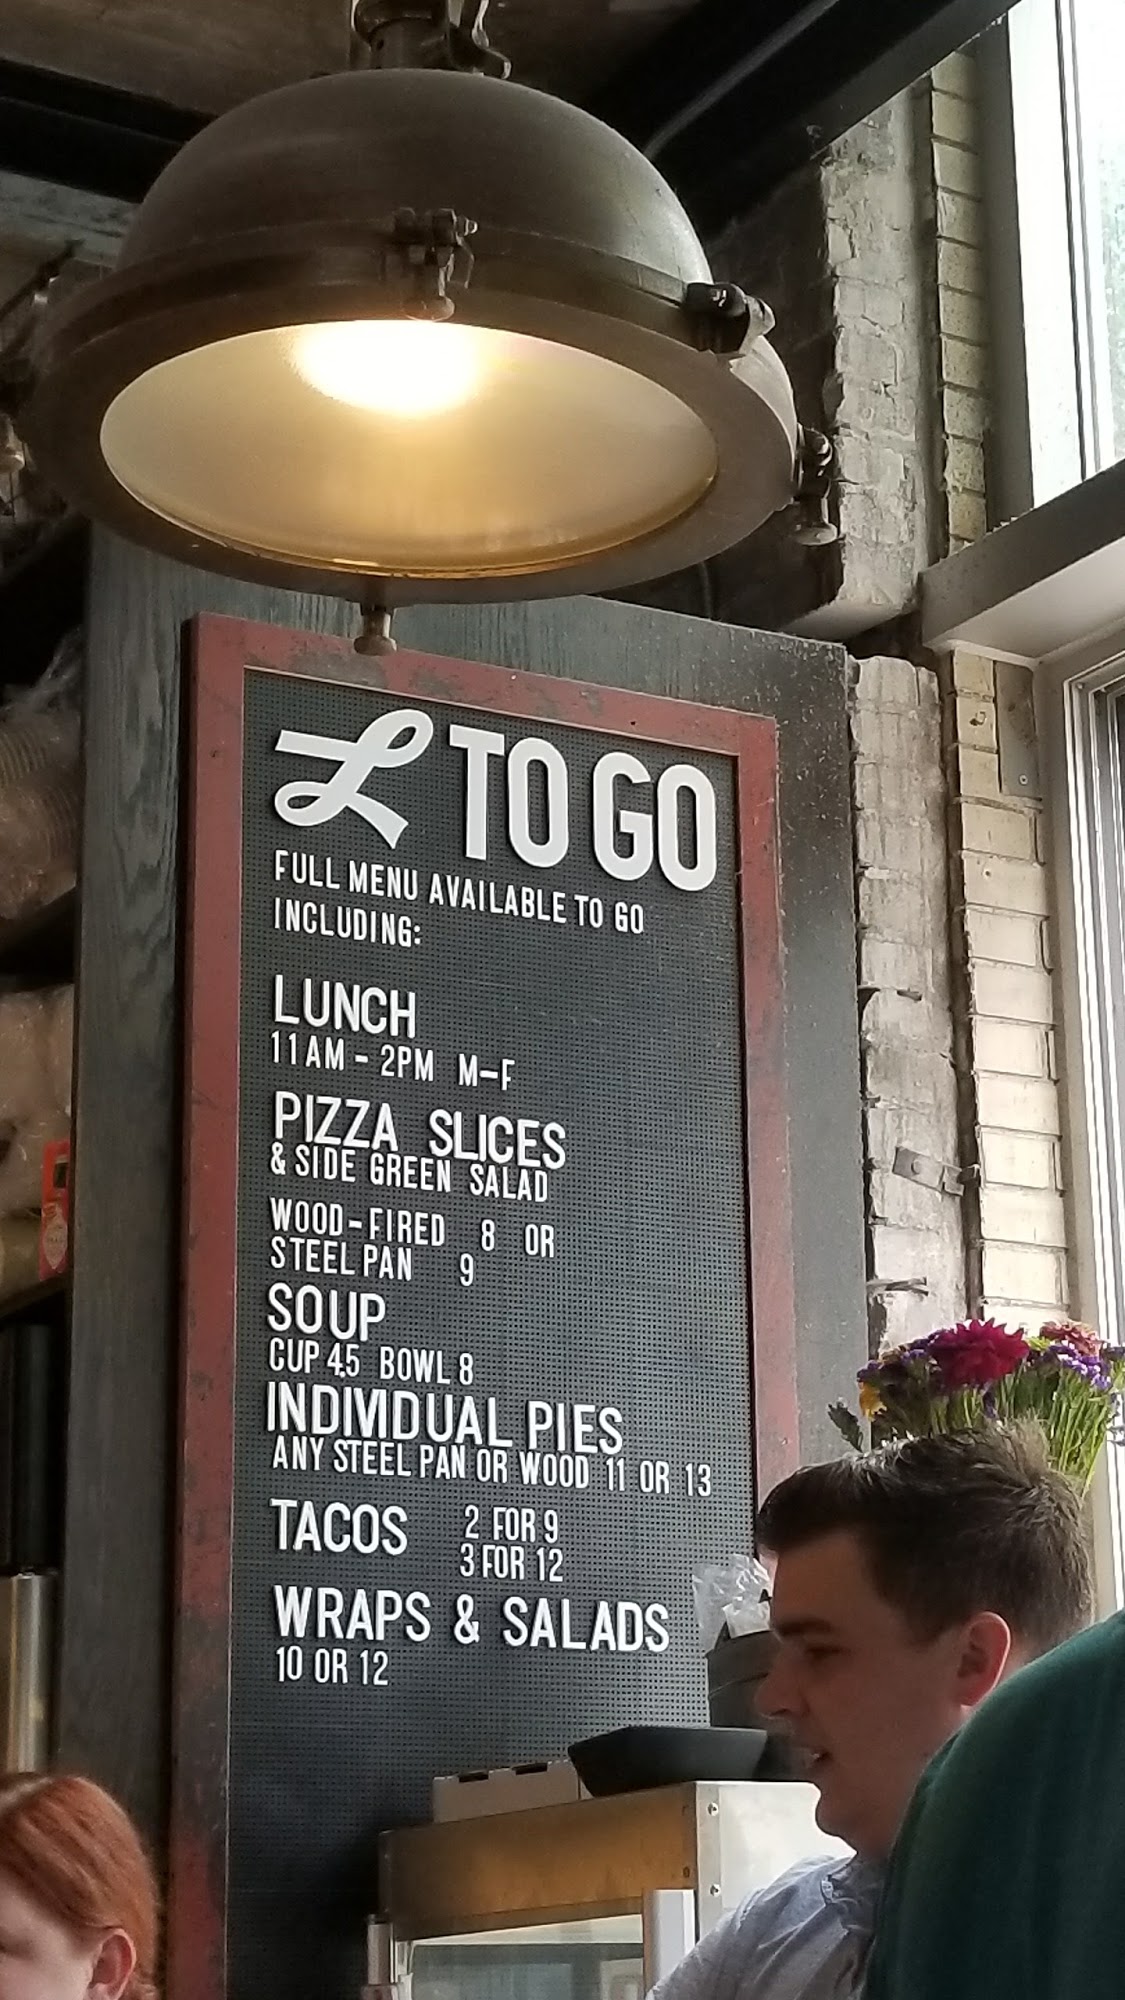 L TO GO
FULL MENU AVAILABLE TO GO
INCLUDING:
LUNCH
11AM - 2PM M-F
PIZZA SLICES
& SIDE GREEN SALAD
WOOD-FIRED 8 OR
STEEL PAN 9
SOUP
CUP 4.5 BOWL 8
INDIVIDUAL PIES
ANY STEEL PAN OR WOOD 11 OR 13
TACOS 2 FOR 9
3 FOR 12
WRAPS & SALADS
10 OR 12